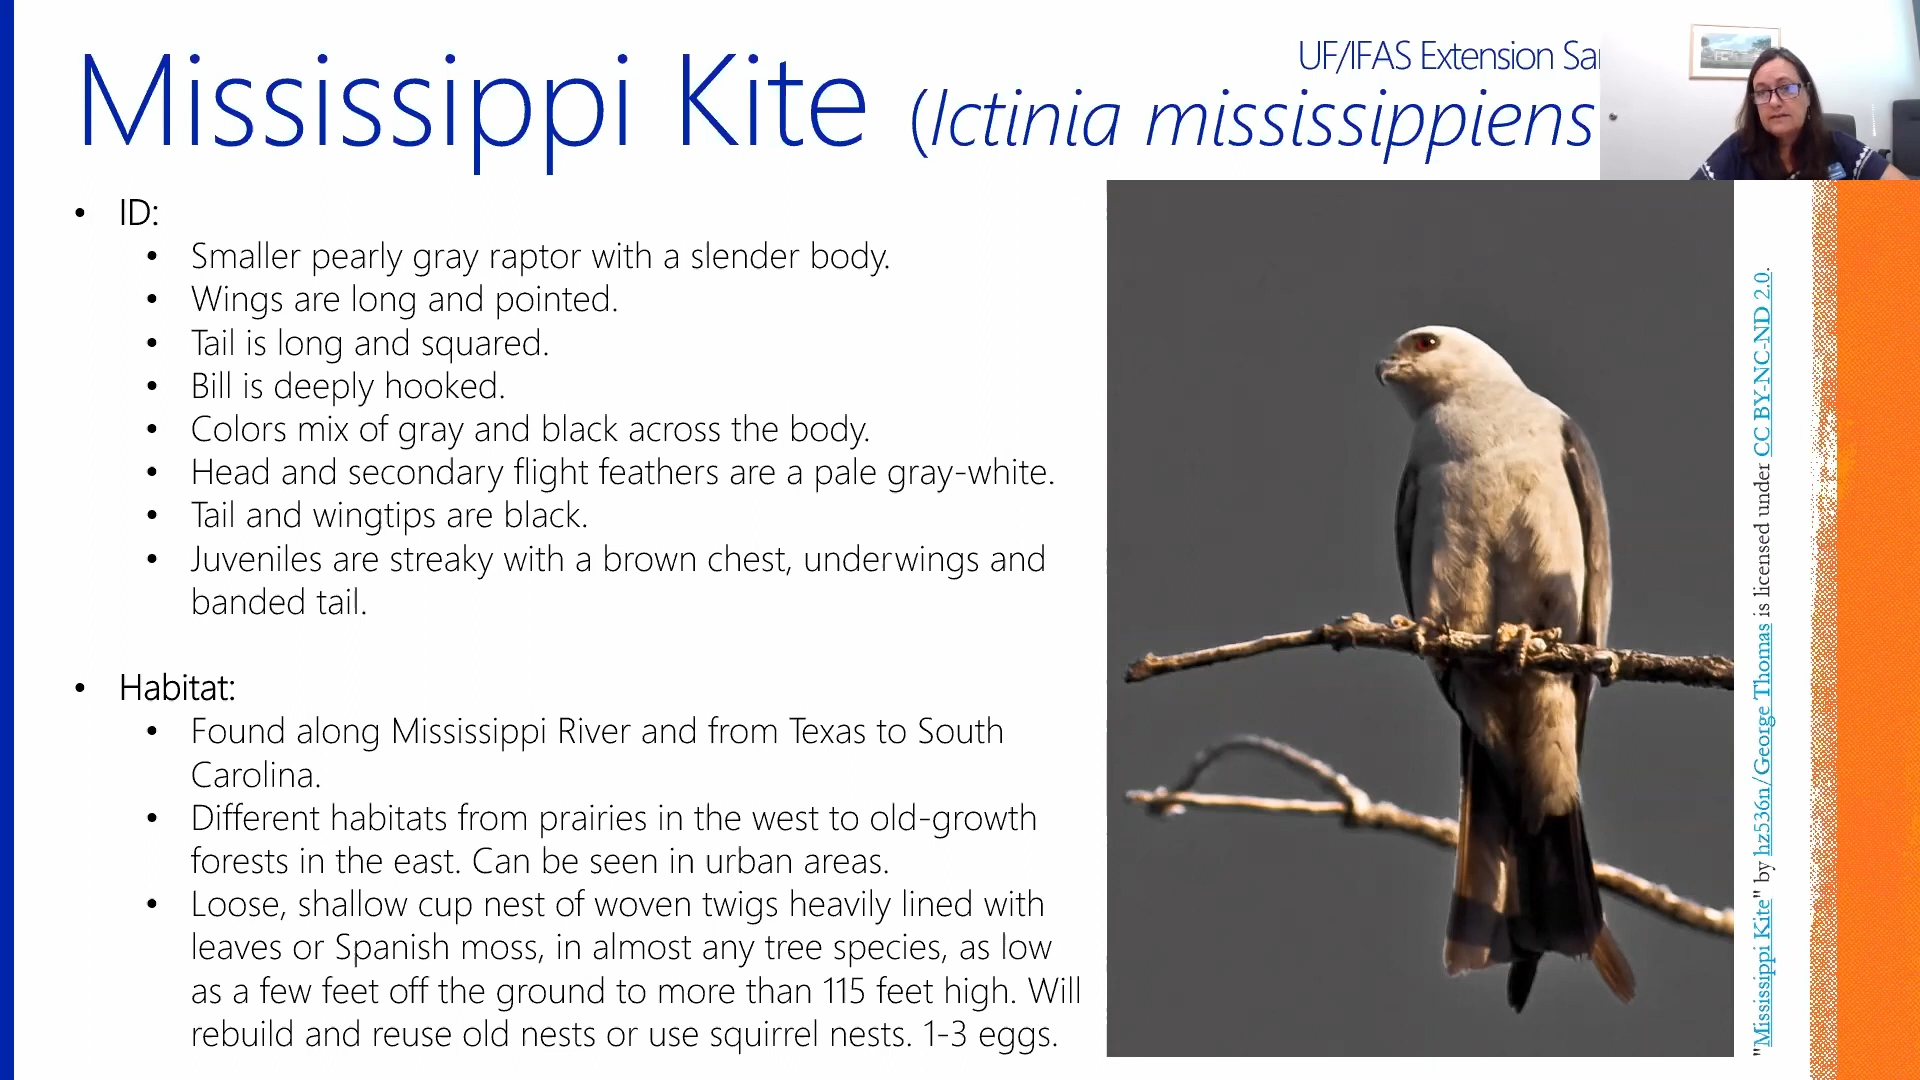 UF/IFAS Extension
Mississippi Kite (Ictinia mississippiens
• ID:
• Smaller pearly gray raptor with a slender body.
• Wings are long and pointed.
• Tail is long and squared.
• Bill is deeply hooked.
• Colors mix of gray and black across the body.
• Head and secondary flight feathers are a pale gray-white.
• Tail and wingtips are black.
• Juveniles are streaky with a brown chest, underwings and
banded tail.
• Habitat:
• Found along Mississippi River and from Texas to South
Carolina.
• Different habitats from prairies in the west to old-growth
forests in the east. Can be seen in urban areas.
• Loose, shallow cup nest of woven twigs heavily lined with
leaves or Spanish moss, in almost any tree species, as low
as a few feet off the ground to more than 115 feet high. Will
rebuild and reuse old nests or use squirrel nests. 1-3 eggs.
"Mississippi Kite" by hz536n/George Thomas is licensed under CC BY-NC-ND 2.0.